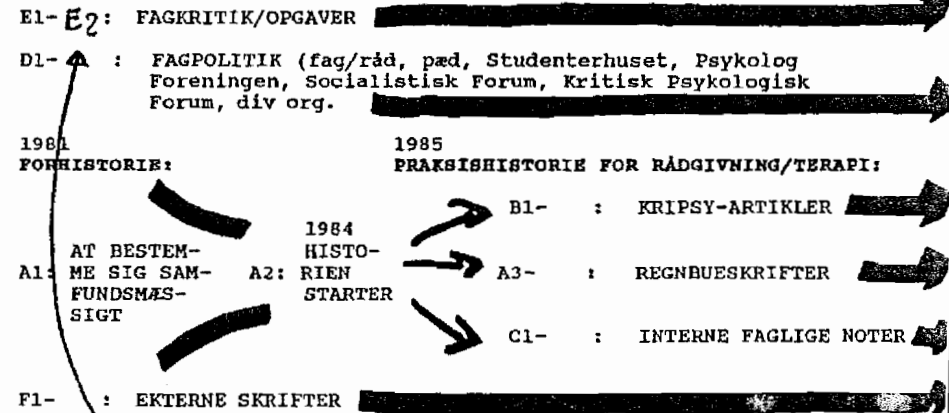 E1- E2: FAGKRITIK/OPGAVER
D1- : FAGPOLITIK (fag/råd, pæd, Studenterhuset, Psykolog
Foreningen, Socialistisk Forum, Kritisk Psykologisk
Forum, div org.
1981
FORHISTORIE:
1985
PRAKSISHISTORIE FOR RÅDGIVNING/TERAPI:
B1- : KRIPSY-ARTIKLER
A1: AT BESTEM-
ME SIG SAM-
FUNDSMÆS-
SIGT
1984
A2: HISTO-
RIEN
STARTER
A3- : REGNBUESKRIFTER
C1- : INTERNE FAGLIGE NOTER
F1- : EKTERNE SKRIFTER